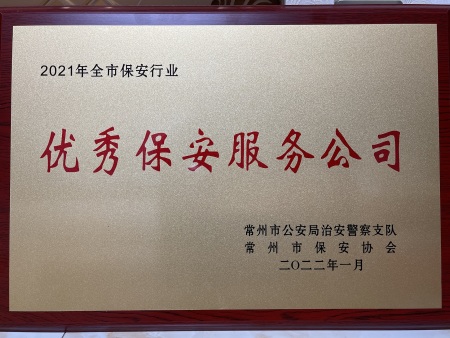 2021年全市保安行业
优秀保安服务公司
常州市公安局治安警察支队
常州市保安协会
二〇二二年一月